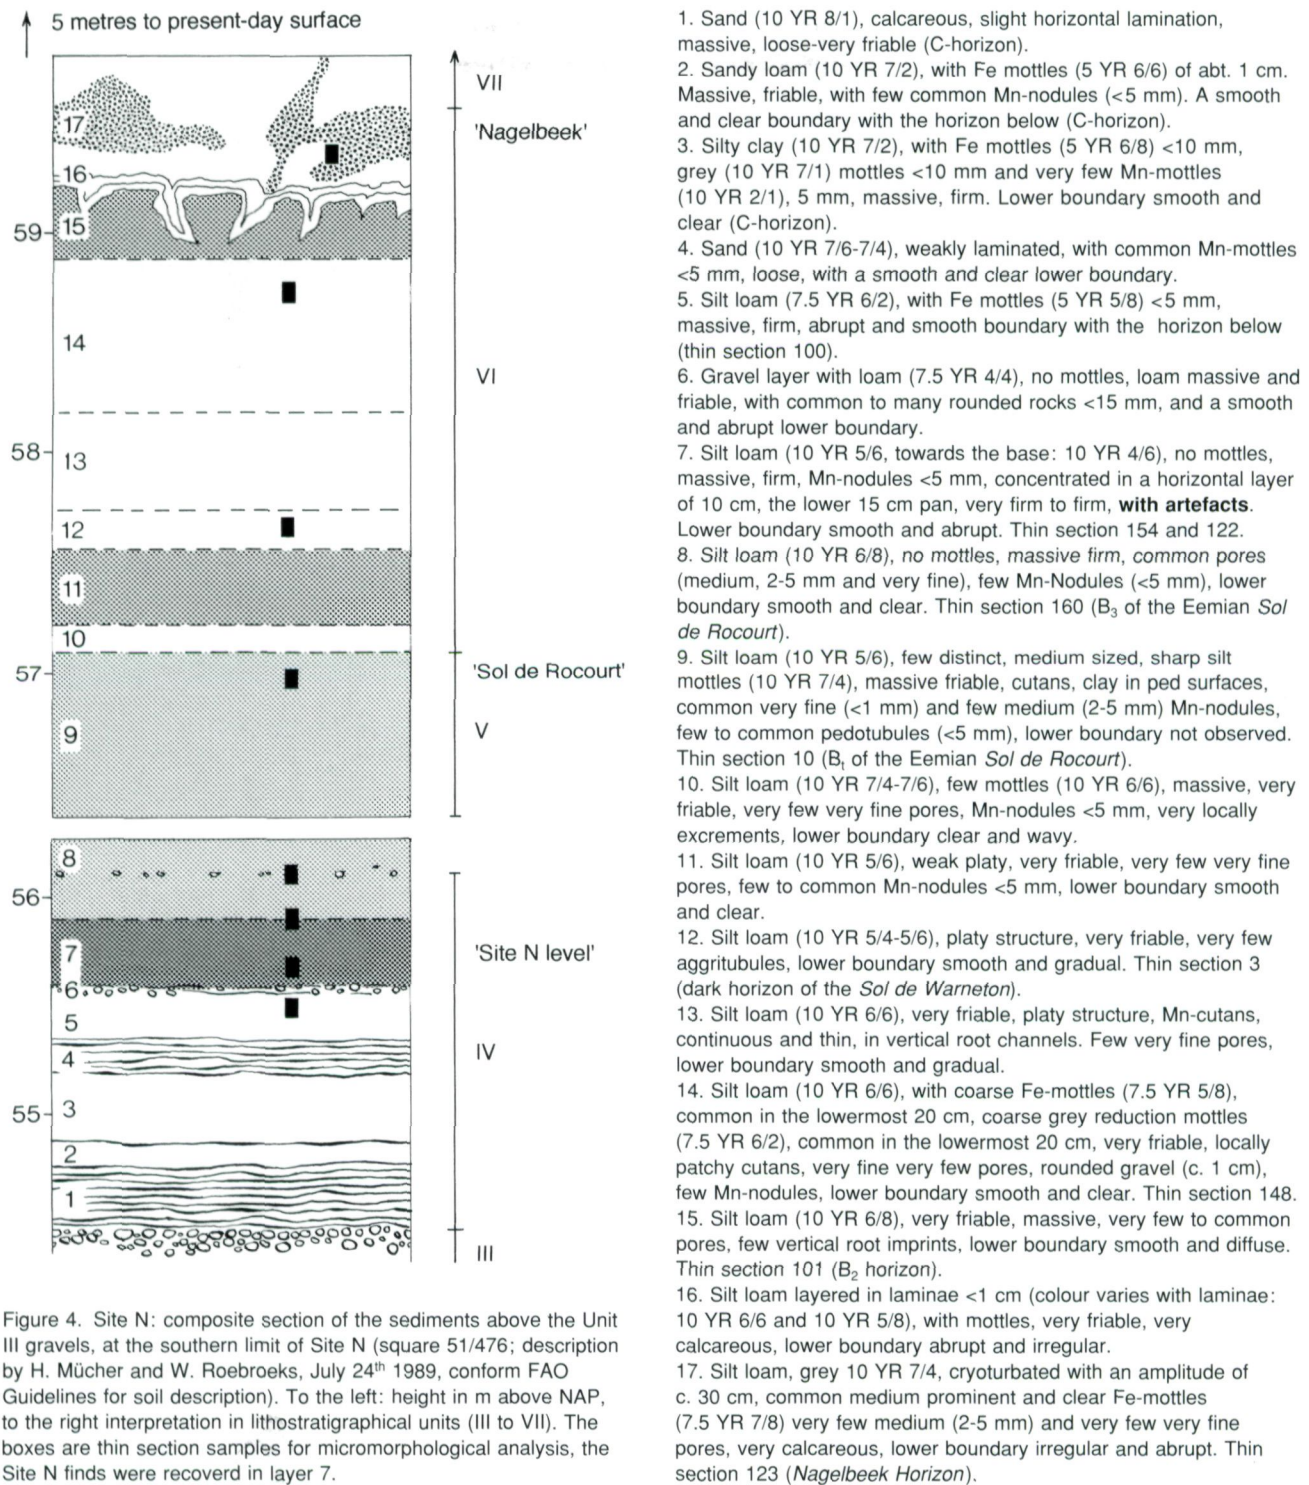 5 metres to present-day surface
VII
17
'Nagelbeek'
16
15
59
14
VI
58
13
12
11
10
57
'Sol de Rocourt'
9
V
8
56
7
'Site N level'
6
5
4
IV
55
3
2
1
III
Figure 4. Site N: composite section of the sediments above the Unit
III gravels, at the southern limit of Site N (square 51/476; description
by H. Mücher and W. Roebroeks, July 24th 1989, conform FAO
Guidelines for soil description). To the left: height in m above NAP,
to the right interpretation in lithostratigraphical units (III to VII). The
boxes are thin section samples for micromorphological analysis, the
Site N finds were recoverd in layer 7.
1. Sand (10 YR 8/1), calcareous, slight horizontal lamination,
massive, loose-very friable (C-horizon).
2. Sandy loam (10 YR 7/2), with Fe mottles (5 YR 6/6) of abt. 1 cm.
Massive, friable, with few common Mn-nodules (<5 mm). A smooth
and clear boundary with the horizon below (C-horizon).
3. Silty clay (10 YR 7/2), with Fe mottles (5 YR 6/8) <10 mm,
grey (10 YR 7/1) mottles <10 mm and very few Mn-mottles
(10 YR 2/1), 5 mm, massive, firm. Lower boundary smooth and
clear (C-horizon).
4. Sand (10 YR 7/6-7/4), weakly laminated, with common Mn-mottles
<5 mm, loose, with a smooth and clear lower boundary.
5. Silt loam (7.5 YR 6/2), with Fe mottles (5 YR 5/8) <5 mm,
massive, firm, abrupt and smooth boundary with the horizon below
(thin section 100).
6. Gravel layer with loam (7.5 YR 4/4), no mottles, loam massive and
friable, with common to many rounded rocks <15 mm, and a smooth
and abrupt lower boundary.
7. Silt loam (10 YR 5/6, towards the base: 10 YR 4/6), no mottles,
massive, firm, Mn-nodules <5 mm, concentrated in a horizontal layer
of 10 cm, the lower 15 cm pan, very firm to firm, with artefacts.
Lower boundary smooth and abrupt. Thin section 154 and 122.
8. Silt loam (10 YR 6/8), no mottles, massive firm, common pores
(medium, 2-5 mm and very fine), few Mn-Nodules (<5 mm), lower
boundary smooth and clear. Thin section 160 (B3 of the Eemian Sol
de Rocourt).
9. Silt loam (10 YR 5/6), few distinct, medium sized, sharp silt
mottles (10 YR 7/4), massive friable, cutans, clay in ped surfaces,
common very fine (<1 mm) and few medium (2-5 mm) Mn-nodules,
few to common pedotubules (<5 mm), lower boundary not observed.
Thin section 10 (Bt of the Eemian Sol de Rocourt).
10. Silt loam (10 YR 7/4-7/6), few mottles (10 YR 6/6), massive, very
friable, very few very fine pores, Mn-nodules <5 mm, very locally
excrements, lower boundary clear and wavy.
11. Silt loam (10 YR 5/6), weak platy, very friable, very few very fine
pores, few to common Mn-nodules <5 mm, lower boundary smooth
and clear.
12. Silt loam (10 YR 5/4-5/6), platy structure, very friable, very few
aggritubules, lower boundary smooth and gradual. Thin section 3
(dark horizon of the Sol de Warneton).
13. Silt loam (10 YR 6/6), very friable, platy structure, Mn-cutans,
continuous and thin, in vertical root channels. Few very fine pores,
lower boundary smooth and gradual.
14. Silt loam (10 YR 6/6), with coarse Fe-mottles (7.5 YR 5/8),
common in the lowermost 20 cm, coarse grey reduction mottles
(7.5 YR 6/2), common in the lowermost 20 cm, very friable, locally
patchy cutans, very fine very few pores, rounded gravel (c. 1 cm),
few Mn-nodules, lower boundary smooth and clear. Thin section 148.
15. Silt loam (10 YR 6/8), very friable, massive, very few to common
pores, few vertical root imprints, lower boundary smooth and diffuse.
Thin section 101 (B2 horizon).
16. Silt loam layered in laminae <1 cm (colour varies with laminae:
10 YR 6/6 and 10 YR 5/8), with mottles, very friable, very
calcareous, lower boundary abrupt and irregular.
17. Silt loam, grey 10 YR 7/4, cryoturbated with an amplitude of
c. 30 cm, common medium prominent and clear Fe-mottles
(7.5 YR 7/8) very few medium (2-5 mm) and very few very fine
pores, very calcareous, lower boundary irregular and abrupt. Thin
section 123 (Nagelbeek Horizon).